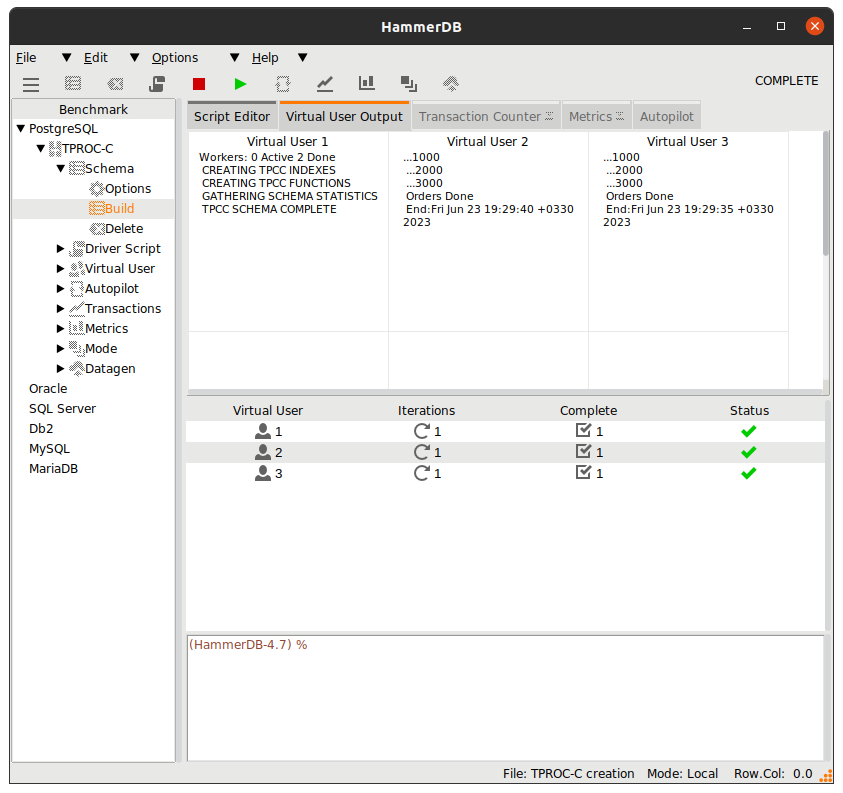 HammerDB
File Edit Options Help
COMPLETE
Benchmark
PostgreSQL
TPROC-C
Schema
Options
Build
Delete
Driver Script
Virtual User
Autopilot
Transactions
Metrics
Mode
Datagen
Oracle
SQL Server
Db2
MySQL
MariaDB
Script Editor Virtual User Output Transaction Counter Metrics Autopilot
Virtual User 1
Workers: 0 Active 2 Done
CREATING TPCC INDEXES
CREATING TPCC FUNCTIONS
GATHERING SCHEMA STATISTICS
TPCC SCHEMA COMPLETE
Virtual User 2
...1000
...2000
...3000
Orders Done
End:Fri Jun 23 19:29:40 +0330
2023
Virtual User 3
...1000
...2000
...3000
Orders Done
End:Fri Jun 23 19:29:35 +0330
2023
Virtual User Iterations Complete Status
1 1 1
2 1 1
3 1 1
(HammerDB-4.7) %
File: TPROC-C creation Mode: Local Row.Col: 0.0